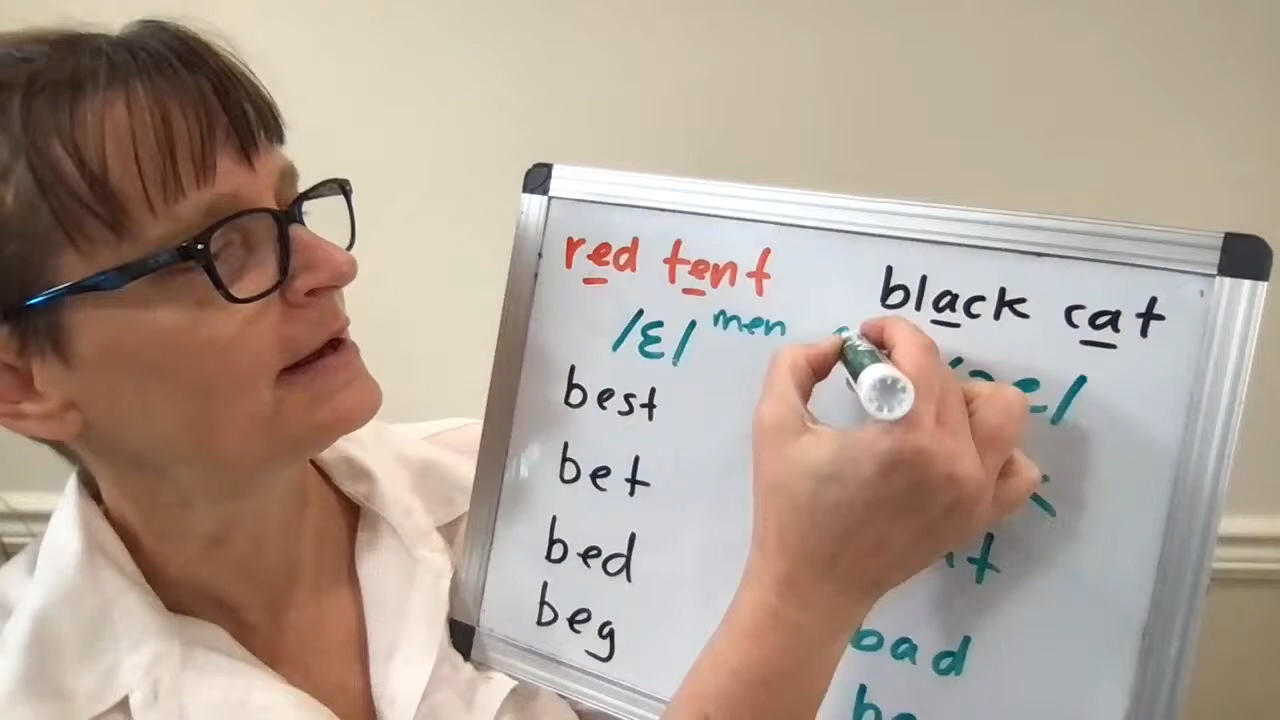 red tent
/ɛ/ men
best
bet
bed
beg
black cat
bad